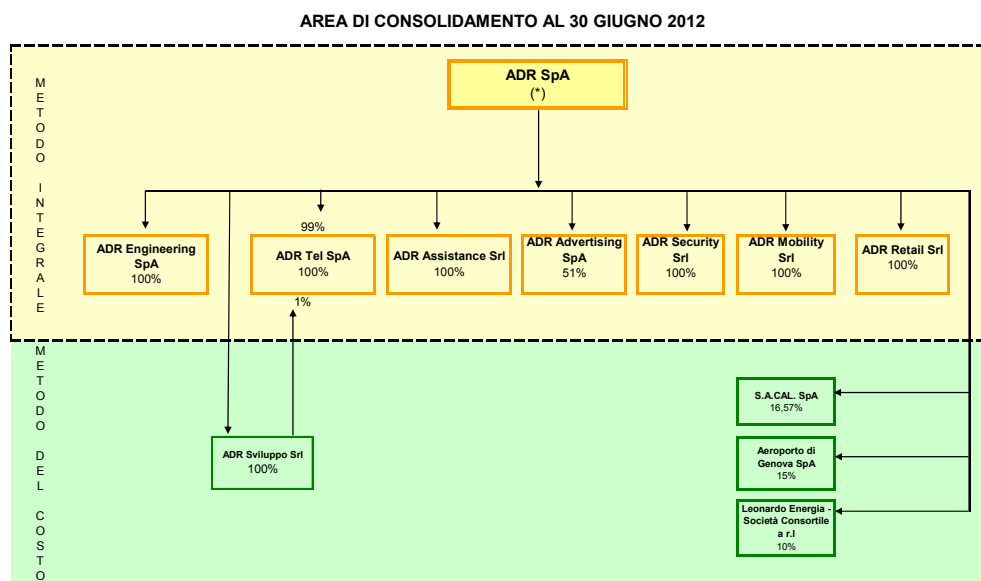 AREA DI CONSOLIDAMENTO AL 30 GIUGNO 2012
METODO INTEGRALE
ADR SpA
(*)
99%
ADR Engineering
SpA
100%
ADR Tel SpA
100%
ADR Assistance Srl
100%
ADR Advertising
SpA
51%
ADR Security
Srl
100%
ADR Mobility
Srl
100%
ADR Retail Srl
100%
1%
METODO DEL COSTO
S.A.CAL. SpA
16,57%
ADR Sviluppo Srl
100%
Aeroporto di
Genova SpA
15%
Leonardo Energia -
Società Consortile
a r.l
10%